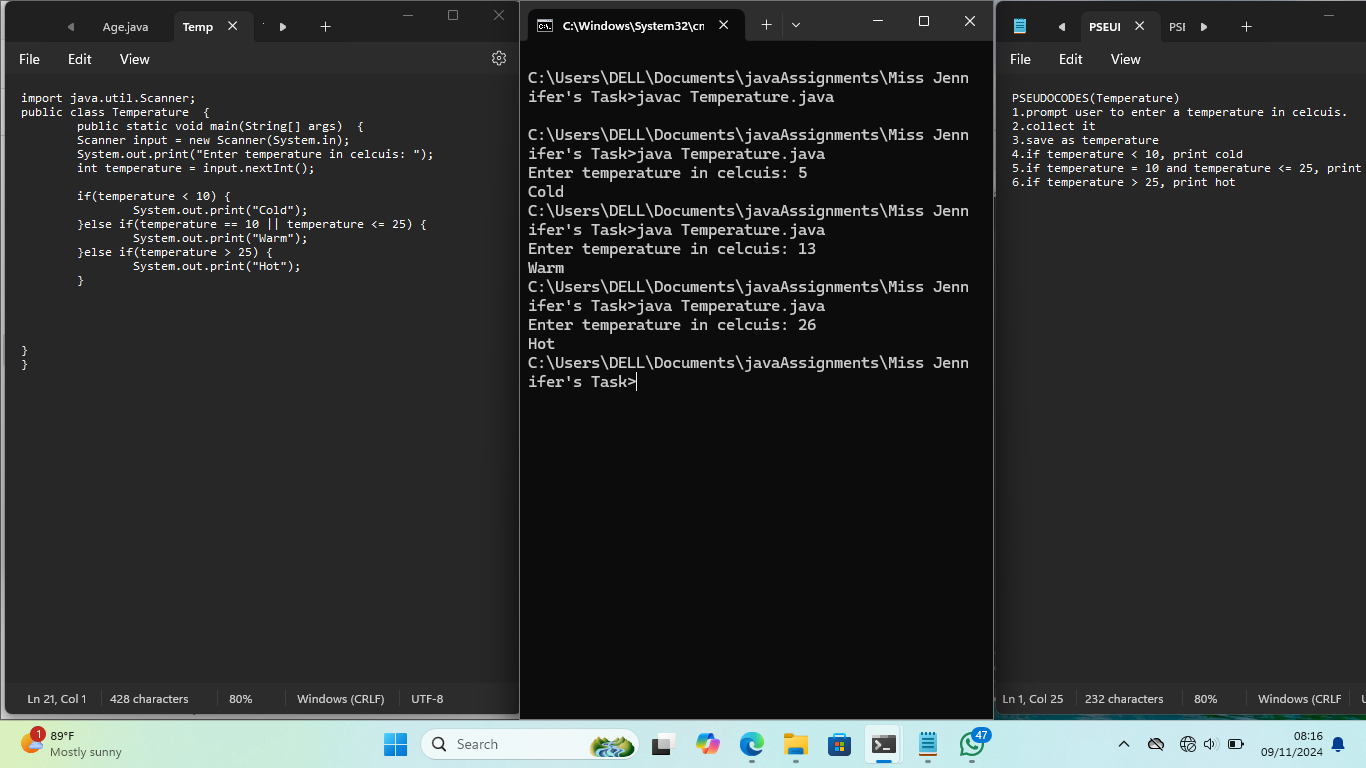 Age.java
Temp
File
Edit
View
import java.util.Scanner;
public class Temperature  {
public static void main(String[] args)  {
Scanner input = new Scanner(System.in);
System.out.print("Enter temperature in celcuis: ");
int temperature = input.nextInt();
if(temperature < 10) {
System.out.print("Cold");
}else if(temperature == 10 || temperature <= 25) {
System.out.print("Warm");
}else if(temperature > 25) {
System.out.print("Hot");
}
}
}
Ln 21, Col 1
428 characters
80%
Windows (CRLF)
UTF-8
C:\Windows\System32\cn
C:\Users\DELL\Documents\javaAssignments\Miss Jenn
ifer's Task>javac Temperature.java
C:\Users\DELL\Documents\javaAssignments\Miss Jenn
ifer's Task>java Temperature.java
Enter temperature in celcuis: 5
Cold
C:\Users\DELL\Documents\javaAssignments\Miss Jenn
ifer's Task>java Temperature.java
Enter temperature in celcuis: 13
Warm
C:\Users\DELL\Documents\javaAssignments\Miss Jenn
ifer's Task>java Temperature.java
Enter temperature in celcuis: 26
Hot
C:\Users\DELL\Documents\javaAssignments\Miss Jenn
ifer's Task>
PSEUI
PSI
File
Edit
View
PSEUDOCODES(Temperature)
1.prompt user to enter a temperature in celcuis.
2.collect it
3.save as temperature
4.if temperature < 10, print cold
5.if temperature = 10 and temperature <= 25, print
6.if temperature > 25, print hot
Ln 1, Col 25
232 characters
80%
Windows (CRLF
1
89°F
Mostly sunny
Search
47
08:16
09/11/2024